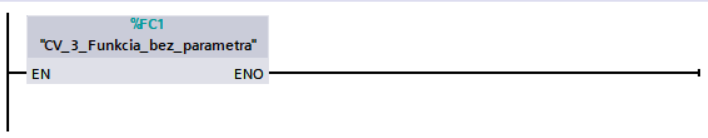 %FC1
"CV_3_Funkcia_bez_parametra"
EN ENO